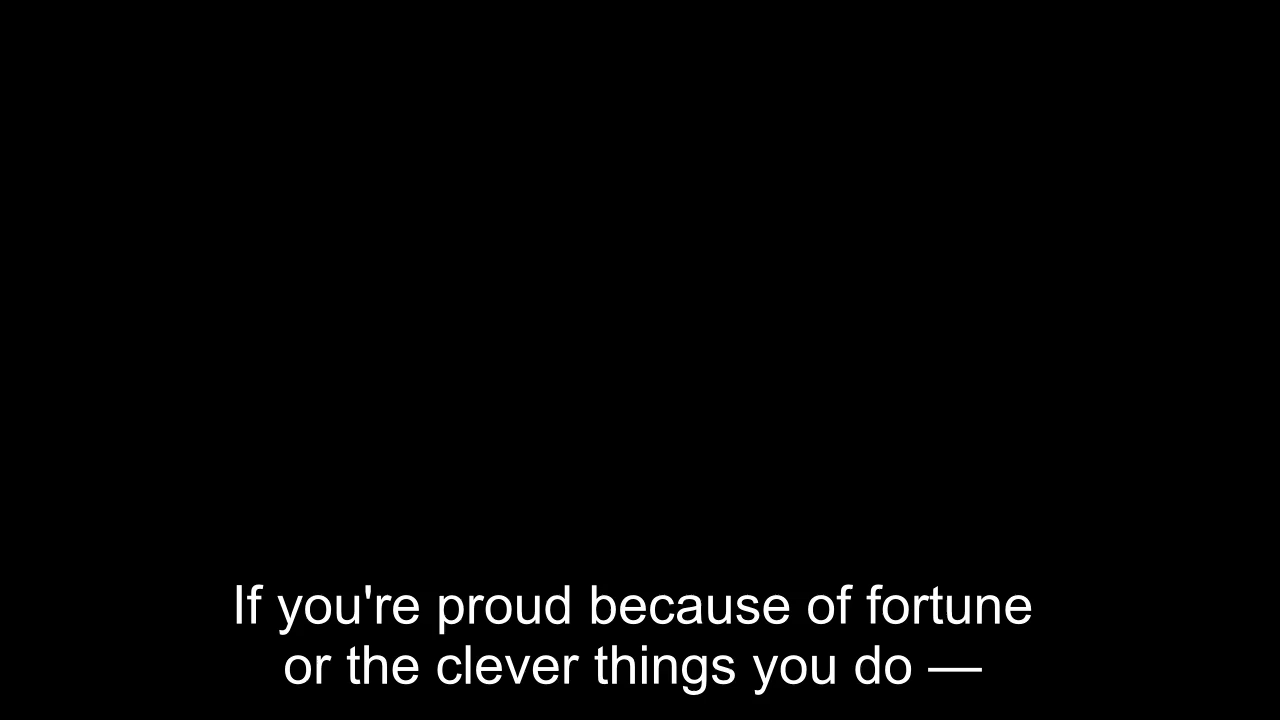 If you're proud because of fortune
or the clever things you do —